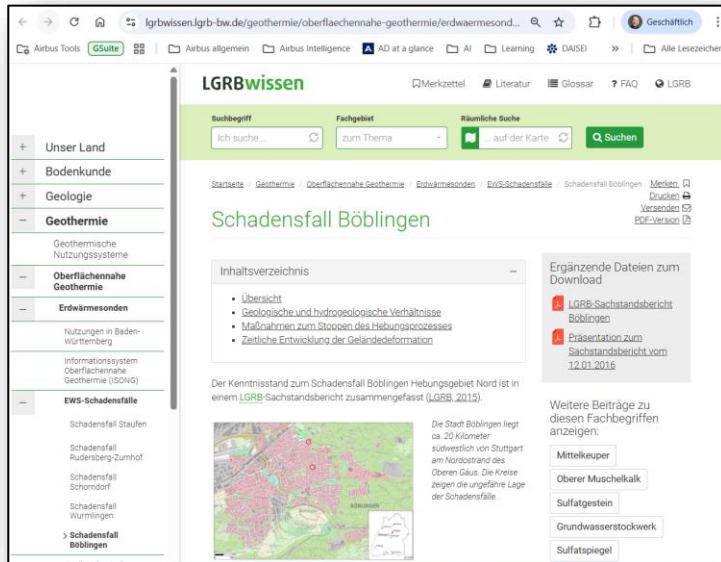 lgrbwissen.lgrb-bw.de/geothermie/oberflaechennahe-geothermie/erdwaermesond...
Geschäftlich
Airbus Tools
GSuite
Airbus allgemein
Airbus Intelligence
AD at a glance
AI
Learning
DAISEI
»
Alle Lesezeichen
LGRBwissen
Merkzettel
Literatur
Glossar
? FAQ
LGRB
Suchbegriff
Fachgebiet
Räumliche Suche
Ich suche ...
zum Thema
... auf der Karte
Suchen
+ Unser Land
+ Bodenkunde
+ Geologie
– Geothermie
Geothermische
Nutzungssysteme
– Oberflächennahe
Geothermie
– Erdwärmesonden
Nutzungen in Baden-
Württemberg
Informationssystem
Oberflächennahe
Geothermie (ISONG)
– EWS-Schadensfälle
Schadensfall Staufen
Schadensfall
Rudersberg-Zumhof
Schadensfall
Schorndorf
Schadensfall
Wurmlingen
> Schadensfall
Böblingen
Startseite / Geothermie / Oberflächennahe Geothermie / Erdwärmesonden / EWS-Schadensfälle / Schadensfall Böblingen
Merken
Drucken
Versenden
PDF-Version
Schadensfall Böblingen
Inhaltsverzeichnis –
• Übersicht
• Geologische und hydrogeologische Verhältnisse
• Maßnahmen zum Stoppen des Hebungsprozesses
• Zeitliche Entwicklung der Geländedeformation
Der Kenntnisstand zum Schadensfall Böblingen Hebungsgebiet Nord ist in
einem LGRB-Sachstandsbericht zusammengefasst (LGRB, 2015).
BÖBLINGEN
Die Stadt Böblingen liegt
ca. 20 Kilometer
südwestlich von Stuttgart
am Nordostrand des
Oberen Gäus. Die Kreise
zeigen die ungefähre Lage
der Schadensfälle.
Ergänzende Dateien zum
Download
LGRB-Sachstandsbericht
Böblingen
Präsentation zum
Sachstandsbericht vom
12.01.2016
Weitere Beiträge zu
diesen Fachbegriffen
anzeigen:
Mittelkeuper
Oberer Muschelkalk
Sulfatgestein
Grundwasserstockwerk
Sulfatspiegel